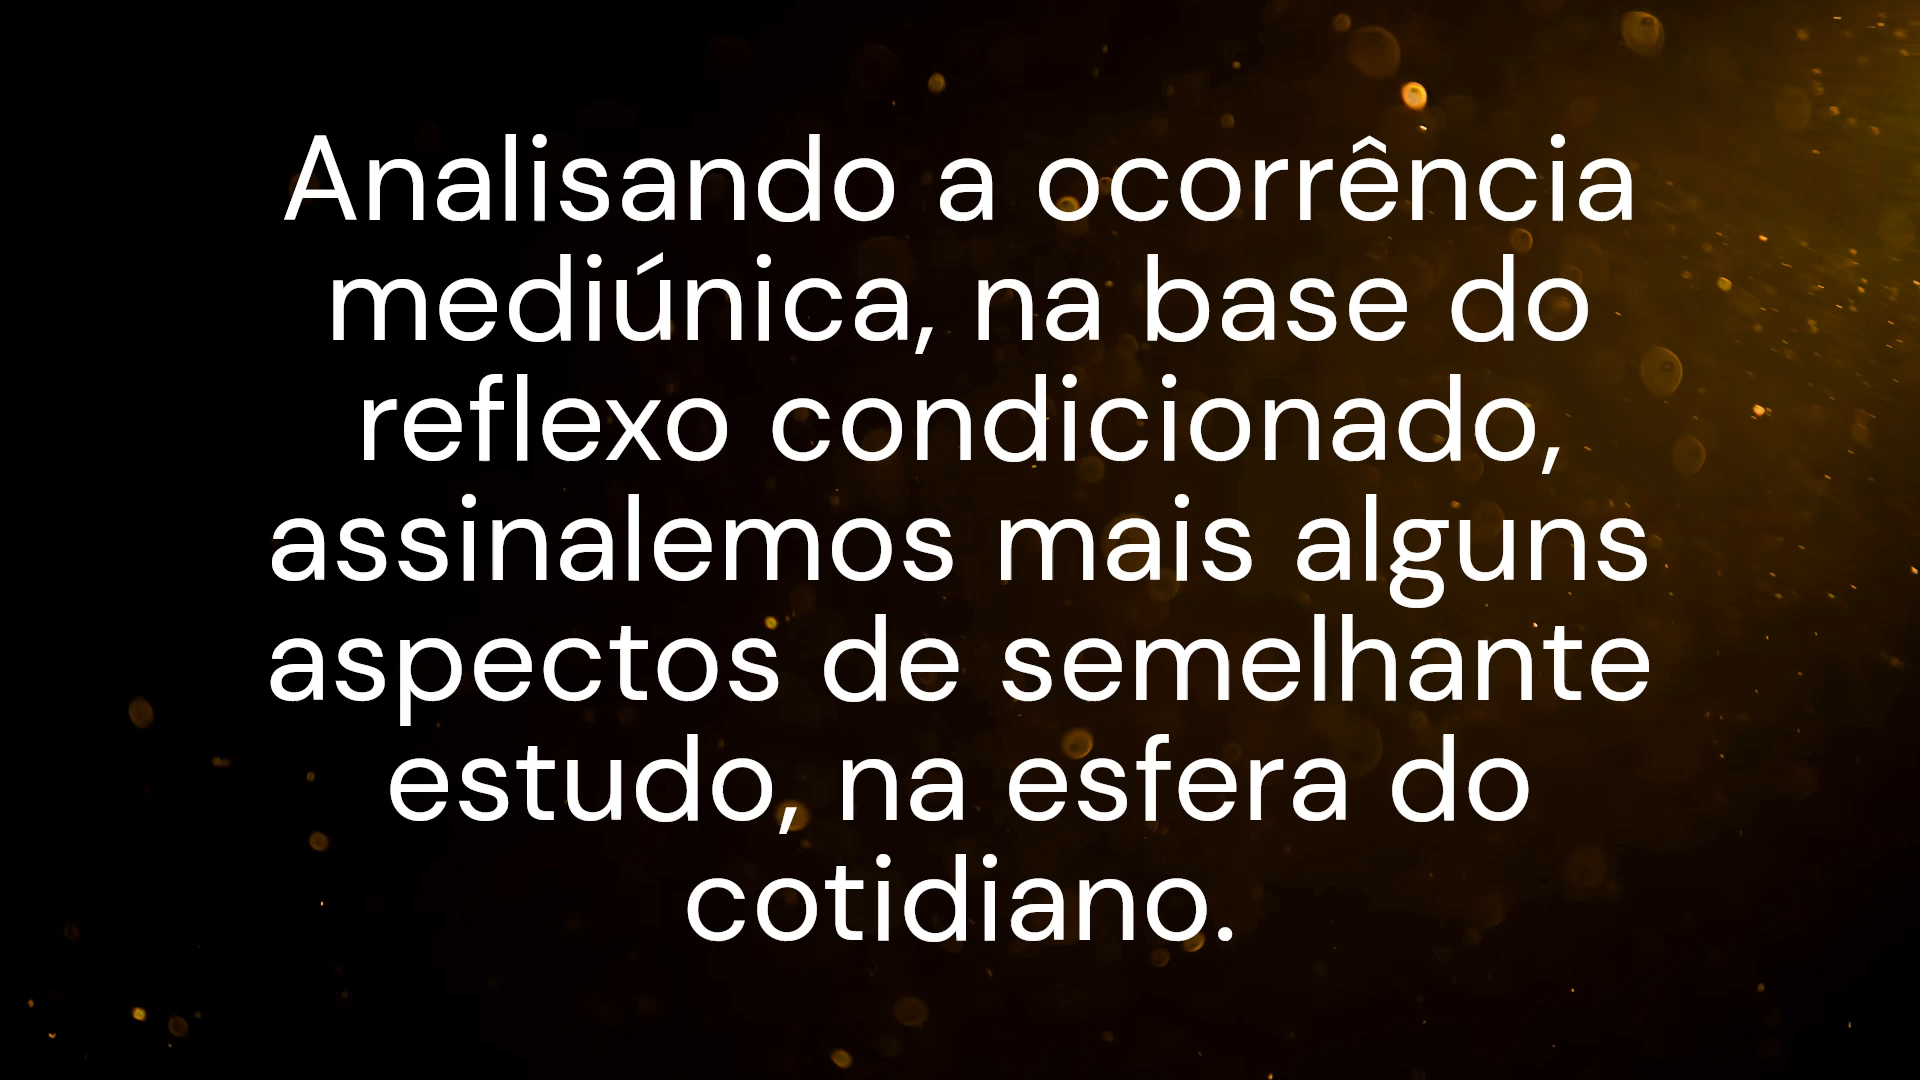 Analisando a ocorrência
mediúnica, na base do
reflexo condicionado,
assinalemos mais alguns
aspectos de semelhante
estudo, na esfera do
cotidiano.